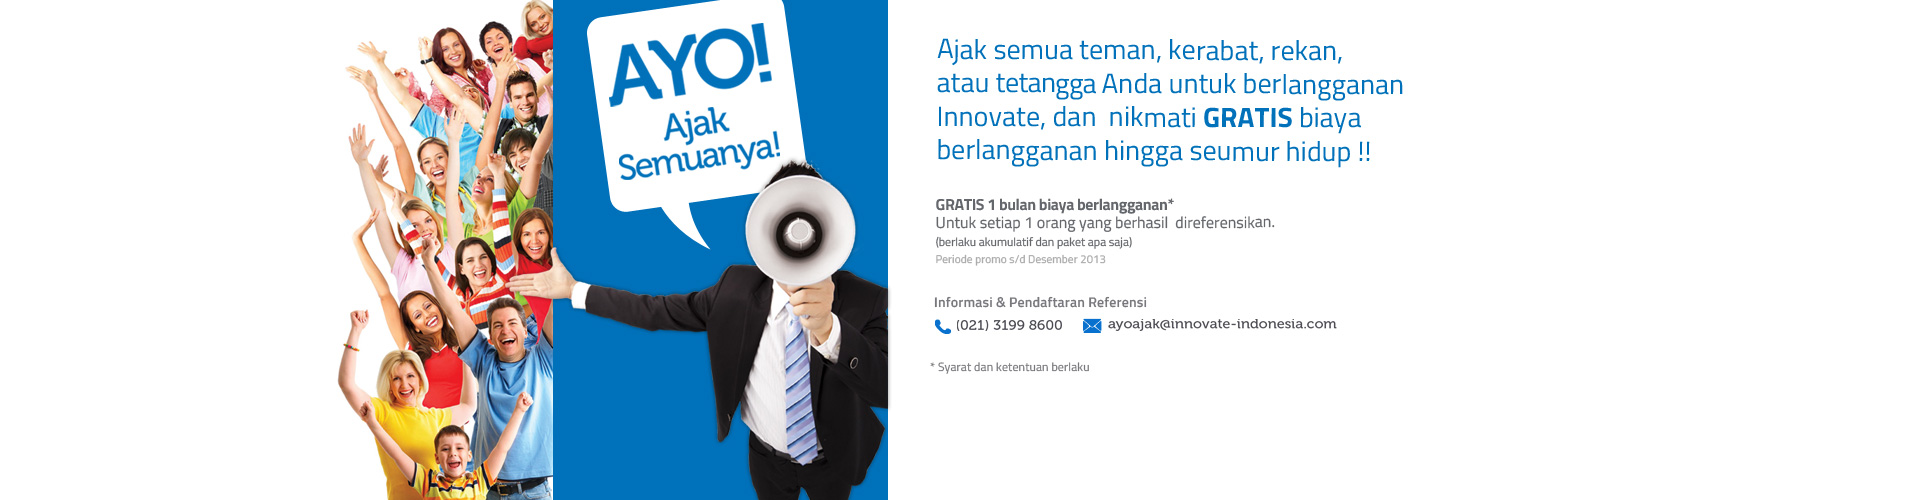 AYO!
Ajak
Semuanya!
Ajak semua teman, kerabat, rekan,
atau tetangga Anda untuk berlangganan
Innovate, dan nikmati GRATIS biaya
berlangganan hingga seumur hidup !!
GRATIS 1 bulan biaya berlangganan*
Untuk setiap 1 orang yang berhasil direferensikan.
(berlaku akumulatif dan paket apa saja)
Periode promo s/d Desember 2013
Informasi & Pendaftaran Referensi
(021) 3199 8600 ayoajak@innovate-indonesia.com
* Syarat dan ketentuan berlaku